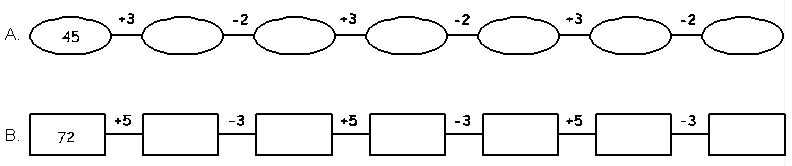 +3 -2 +3 -2 +3 -2
A. 45
+5 -3 +5 -3 +5 -3
B. 72